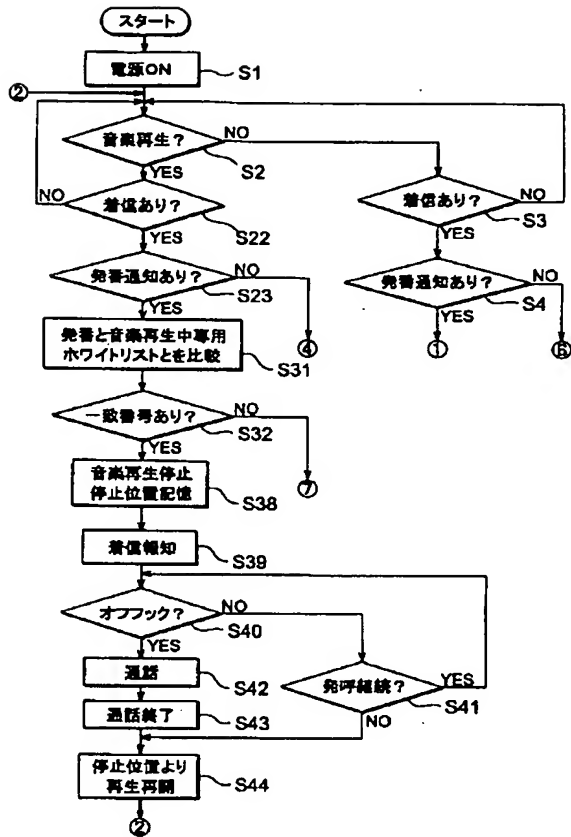 スタート
電源ON
S1
②
音楽再生?
NO
S2
YES
NO
着信あり?
S22
YES
着信あり?
NO
S3
YES
発番通知あり?
NO
S23
YES
④
発番通知あり?
NO
S4
YES
①
⑥
発番と音楽再生中専用
ホワイトリストとを比較
S31
一致番号あり?
NO
S32
YES
⑦
音楽再生停止
停止位置記憶
S38
着信報知
S39
オフフック?
NO
S40
YES
通話
S42
発呼継続?
YES
S41
NO
通話終了
S43
停止位置より
再生再開
S44
②